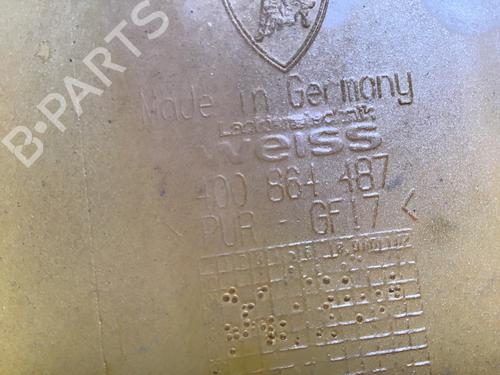 B-PARTS
Made in Germany
Lackiertechnik
weiss
400 864 487
> PUR - GF17 <